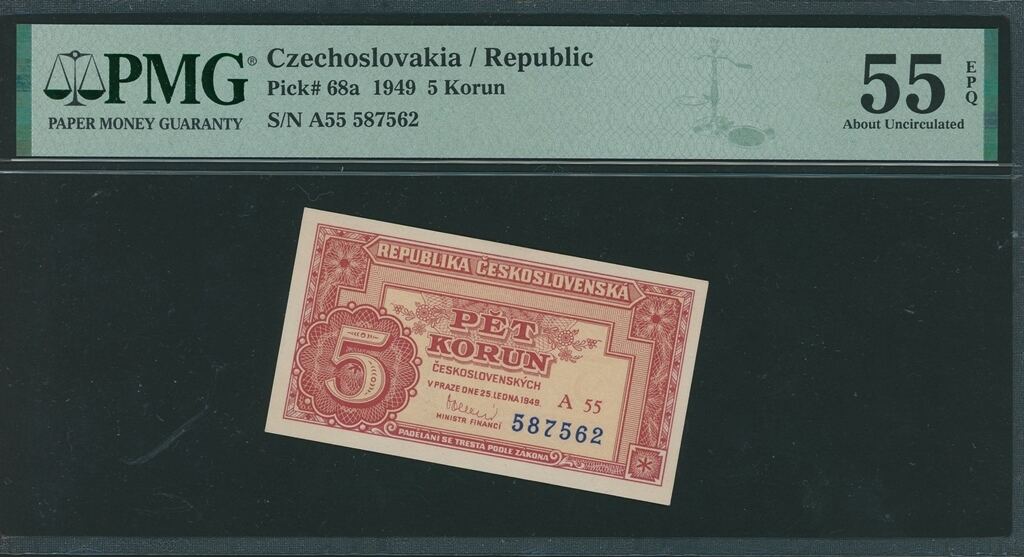 PMG®
PAPER MONEY GUARANTY
Czechoslovakia / Republic
Pick# 68a 1949 5 Korun
S/N A55 587562
55
EPQ
About Uncirculated
REPUBLIKA ČESKOSLOVENSKÁ
5
PĚT
KORUN
ČESKOSLOVENSKÝCH
V PRAZE DNE 25. LEDNA 1949.
A 55
MINISTR FINANCÍ
587562
PADĚLÁNÍ SE TRESTÁ PODLE ZÁKONA